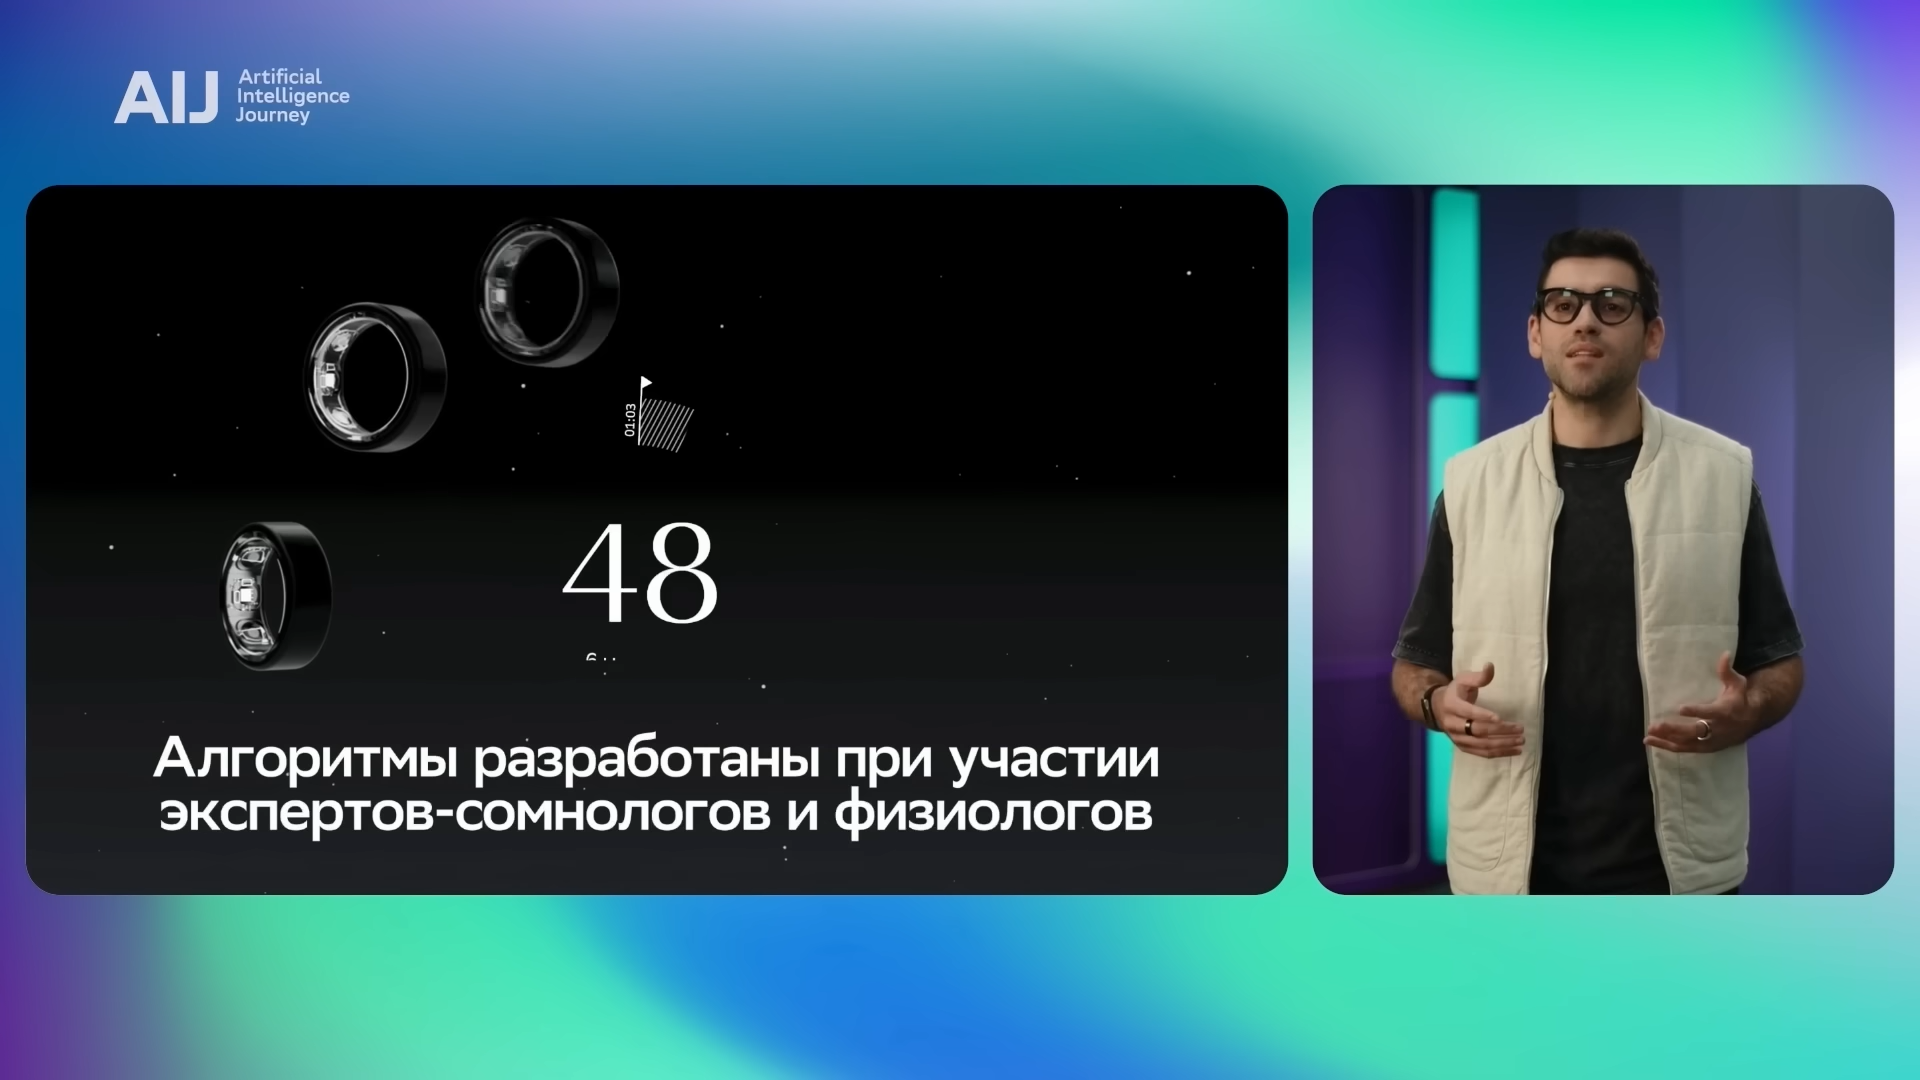 AIJ
Artificial
Intelligence
Journey
01:03
48
Алгоритмы разработаны при участии
экспертов-сомнологов и физиологов